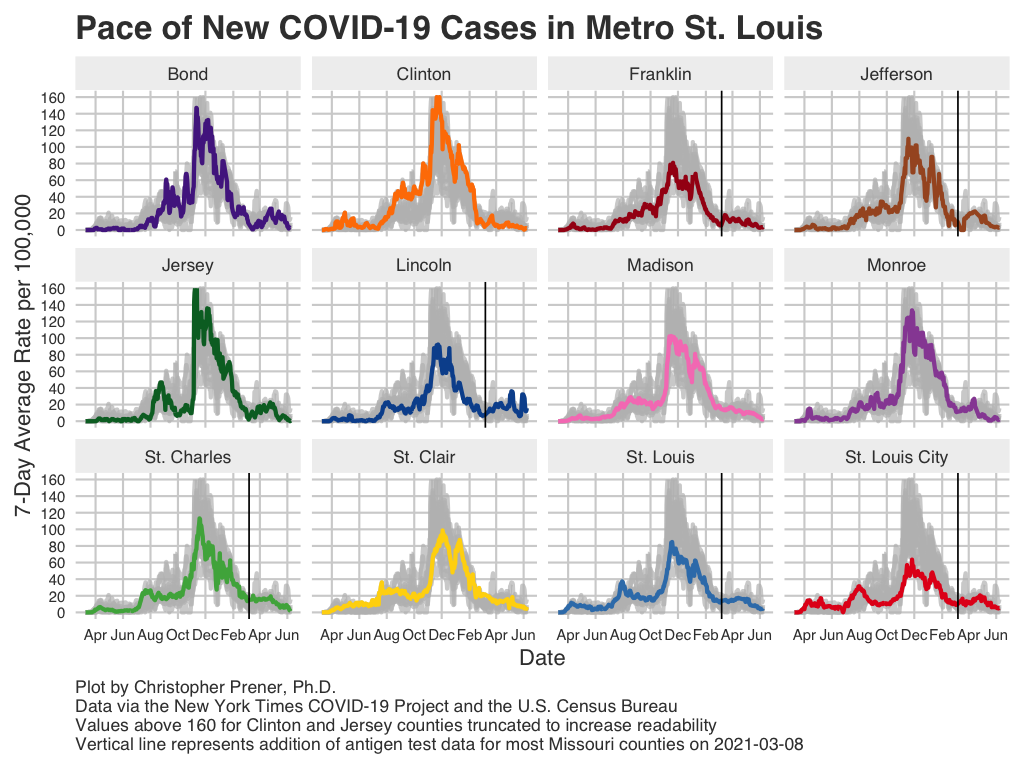 Pace of New COVID-19 Cases in Metro St. Louis
Bond Clinton Franklin Jefferson
160
140
120
100
80
60
40
20
0
Jersey Lincoln Madison Monroe
160
140
120
100
80
60
40
20
0
St. Charles St. Clair St. Louis St. Louis City
160
140
120
100
80
60
40
20
0
7-Day Average Rate per 100,000
Apr Jun Aug Oct Dec Feb Apr Jun Apr Jun Aug Oct Dec Feb Apr Jun Apr Jun Aug Oct Dec Feb Apr Jun Apr Jun Aug Oct Dec Feb Apr Jun
Date
Plot by Christopher Prener, Ph.D.
Data via the New York Times COVID-19 Project and the U.S. Census Bureau
Values above 160 for Clinton and Jersey counties truncated to increase readability
Vertical line represents addition of antigen test data for most Missouri counties on 2021-03-08